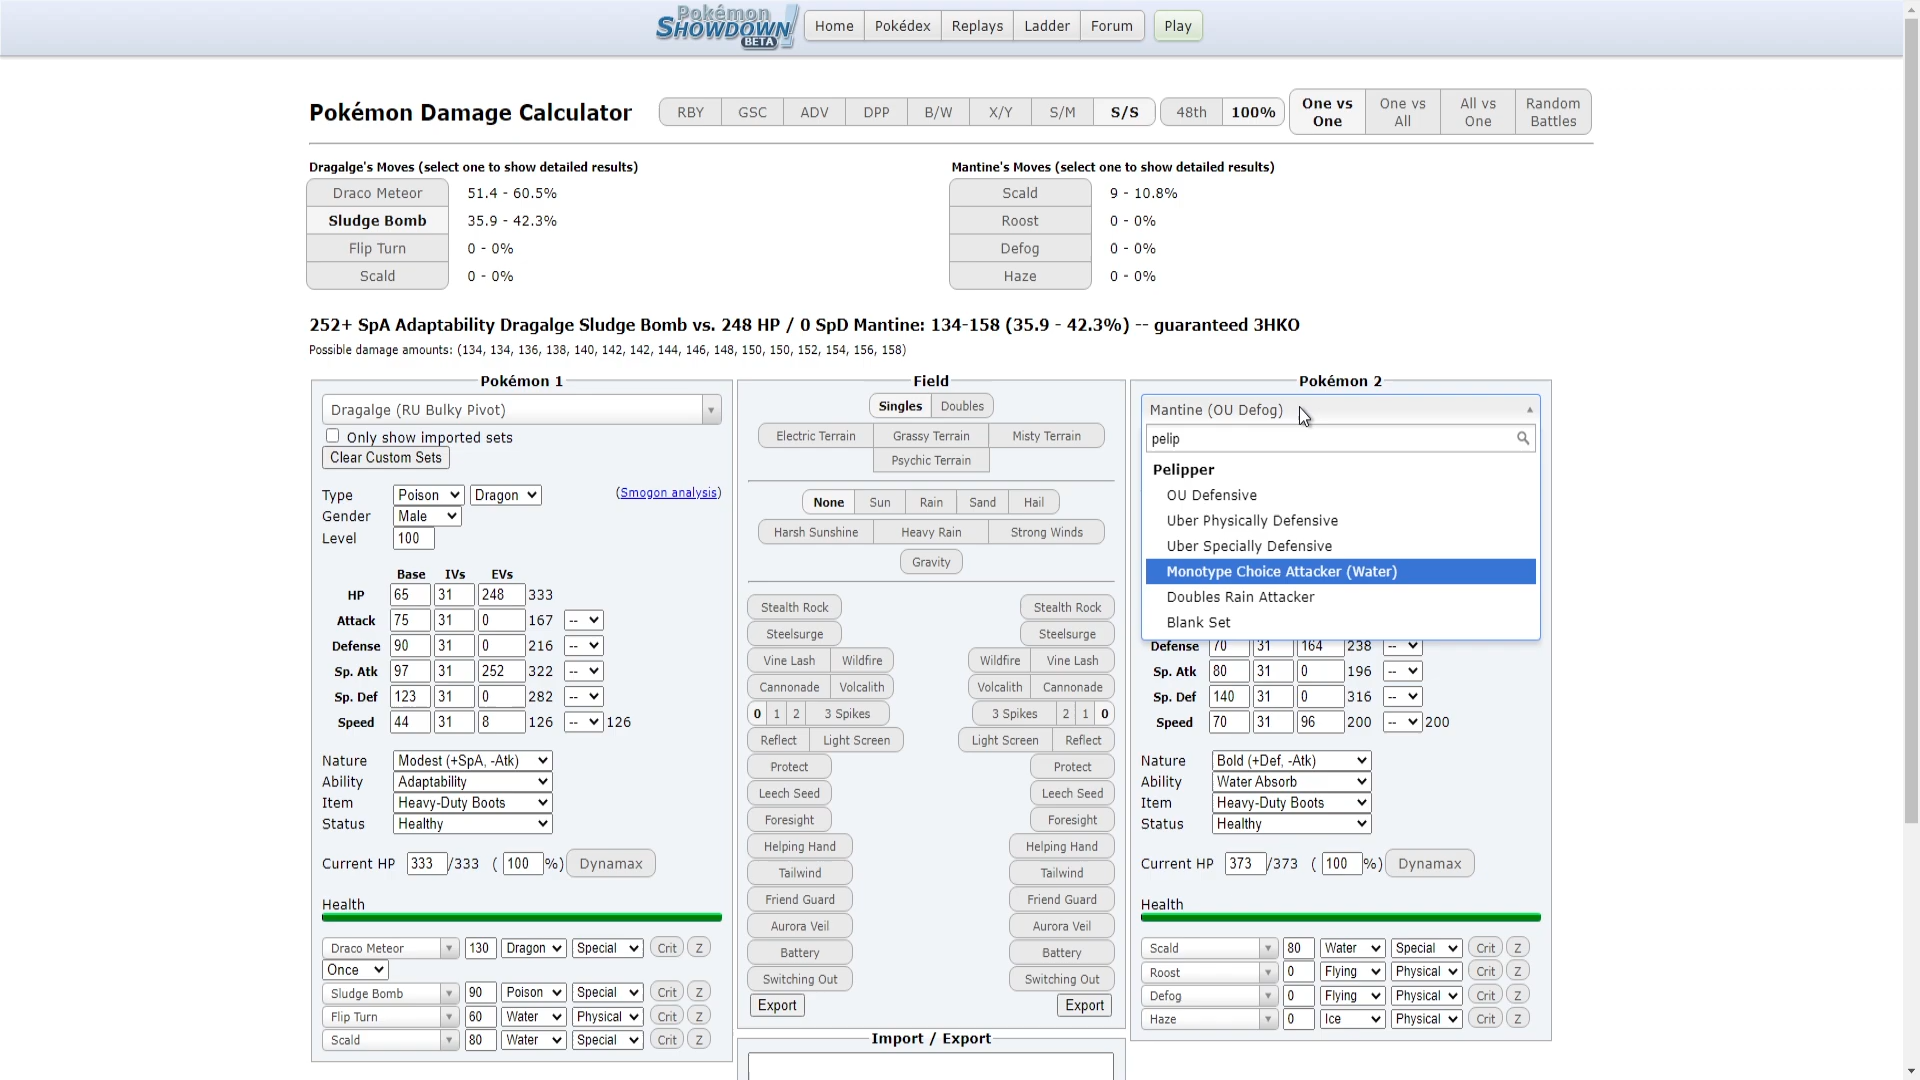 Pokémon SHOWDOWN! BETA
Home Pokédex Replays Ladder Forum Play
Pokémon Damage Calculator RBY GSC ADV DPP B/W X/Y S/M S/S 48th 100% One vs One One vs All All vs One Random Battles
Dragalge's Moves (select one to show detailed results)
Draco Meteor 51.4 - 60.5%
Sludge Bomb 35.9 - 42.3%
Flip Turn 0 - 0%
Scald 0 - 0%
Mantine's Moves (select one to show detailed results)
Scald 9 - 10.8%
Roost 0 - 0%
Defog 0 - 0%
Haze 0 - 0%
252+ SpA Adaptability Dragalge Sludge Bomb vs. 248 HP / 0 SpD Mantine: 134-158 (35.9 - 42.3%) -- guaranteed 3HKO
Possible damage amounts: (134, 134, 136, 138, 140, 142, 142, 144, 146, 148, 150, 150, 152, 154, 156, 158)
Pokémon 1
Dragalge (RU Bulky Pivot)
Only show imported sets
Clear Custom Sets
Type Poison Dragon (Smogon analysis)
Gender Male
Level 100
Base IVs EVs
HP 65 31 248 333
Attack 75 31 0 167 --
Defense 90 31 0 216 --
Sp. Atk 97 31 252 322 --
Sp. Def 123 31 0 282 --
Speed 44 31 8 126 -- 126
Nature Modest (+SpA, -Atk)
Ability Adaptability
Item Heavy-Duty Boots
Status Healthy
Current HP 333 /333 ( 100 %) Dynamax
Health
Draco Meteor 130 Dragon Special Crit Z
Once
Sludge Bomb 90 Poison Special Crit Z
Flip Turn 60 Water Physical Crit Z
Scald 80 Water Special Crit Z
Field
Singles Doubles
Electric Terrain Grassy Terrain Misty Terrain
Psychic Terrain
None Sun Rain Sand Hail
Harsh Sunshine Heavy Rain Strong Winds
Gravity
Stealth Rock Stealth Rock
Steelsurge Steelsurge
Vine Lash Wildfire Wildfire Vine Lash
Cannonade Volcalith Volcalith Cannonade
0 1 2 3 Spikes 3 Spikes 2 1 0
Reflect Light Screen Light Screen Reflect
Protect Protect
Leech Seed Leech Seed
Foresight Foresight
Helping Hand Helping Hand
Tailwind Tailwind
Friend Guard Friend Guard
Aurora Veil Aurora Veil
Battery Battery
Switching Out Switching Out
Export Export
Import / Export
Pokémon 2
Mantine (OU Defog)
pelip
Pelipper
OU Defensive
Uber Physically Defensive
Uber Specially Defensive
Monotype Choice Attacker (Water)
Doubles Rain Attacker
Blank Set
Defense 70 31 164 238 --
Sp. Atk 80 31 0 196 --
Sp. Def 140 31 0 316 --
Speed 70 31 96 200 -- 200
Nature Bold (+Def, -Atk)
Ability Water Absorb
Item Heavy-Duty Boots
Status Healthy
Current HP 373 /373 ( 100 %) Dynamax
Health
Scald 80 Water Special Crit Z
Roost 0 Flying Physical Crit Z
Defog 0 Flying Physical Crit Z
Haze 0 Ice Physical Crit Z